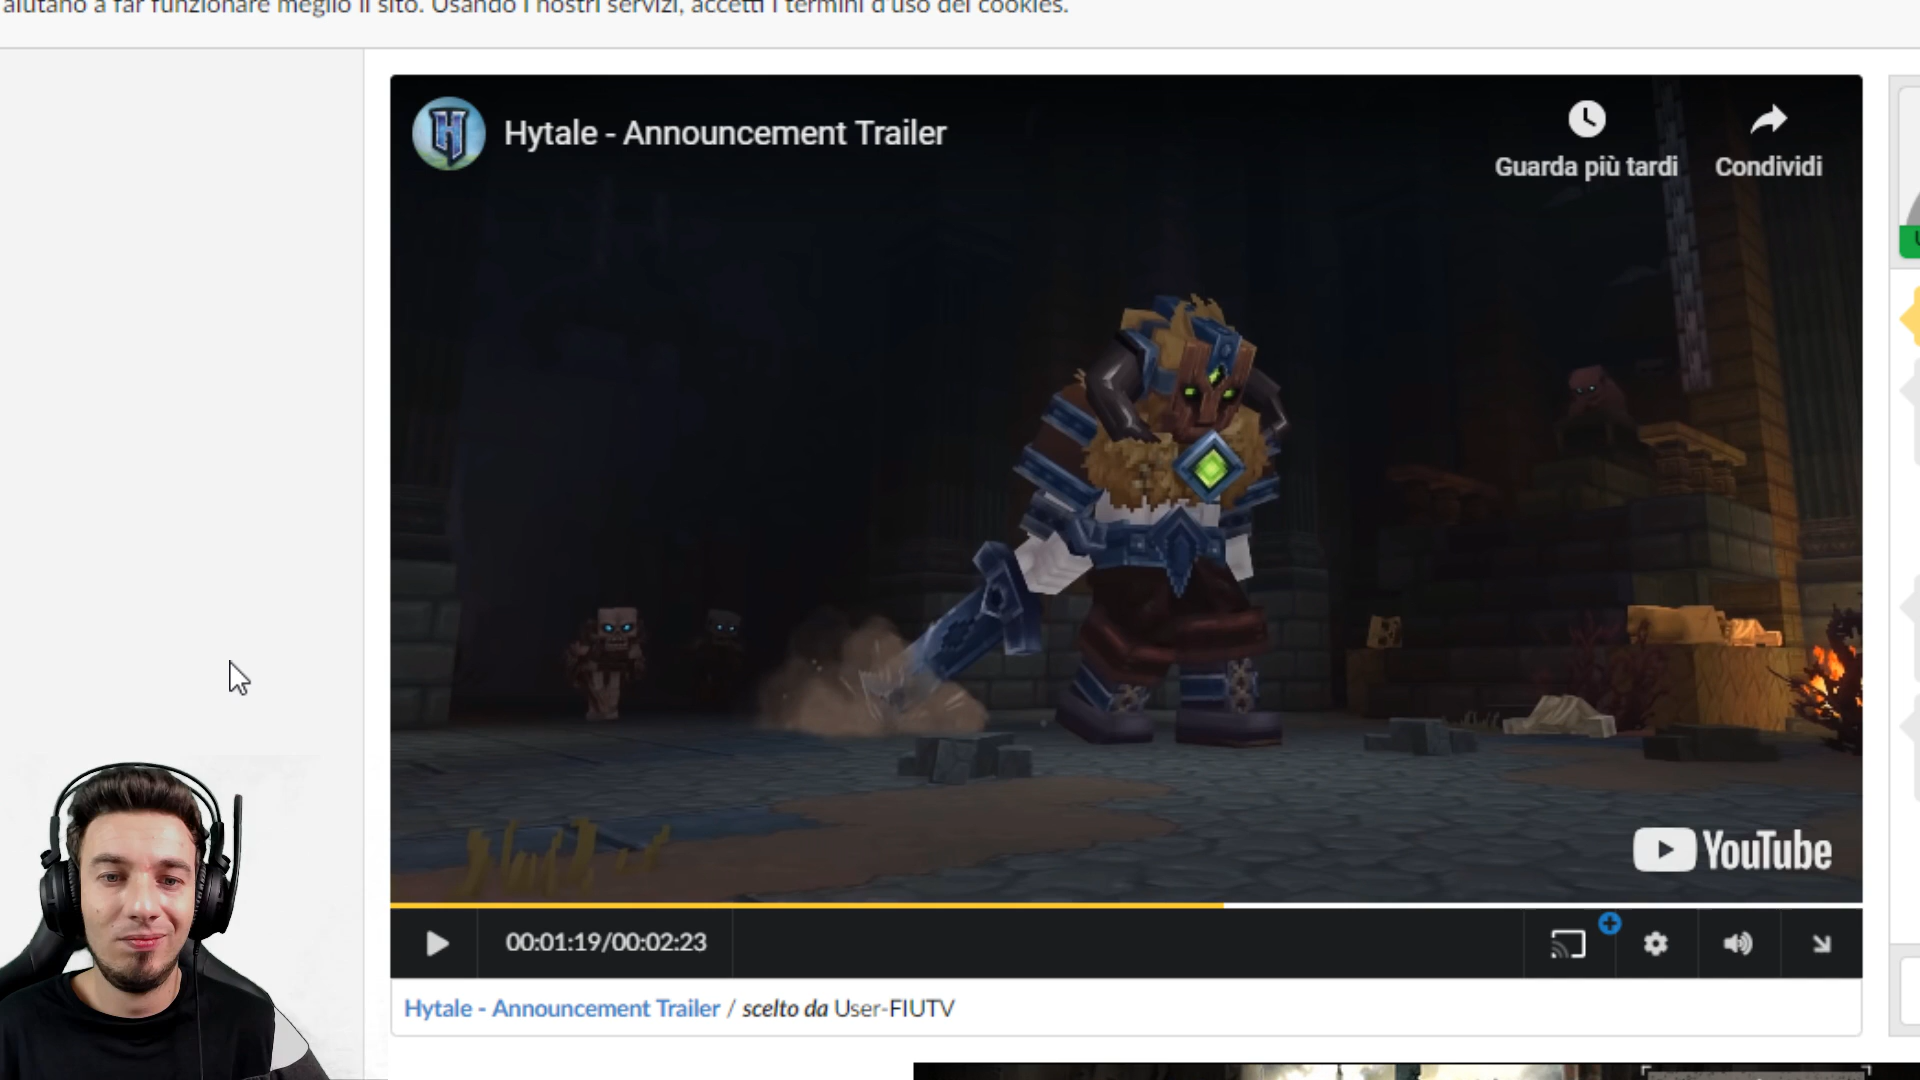 aiutano a far funzionare meglio il sito. Usando i nostri servizi, accetti i termini d'uso dei cookies.
Hytale - Announcement Trailer
Guarda più tardi
Condividi
YouTube
00:01:19/00:02:23
Hytale - Announcement Trailer / scelto da User-FIUTV